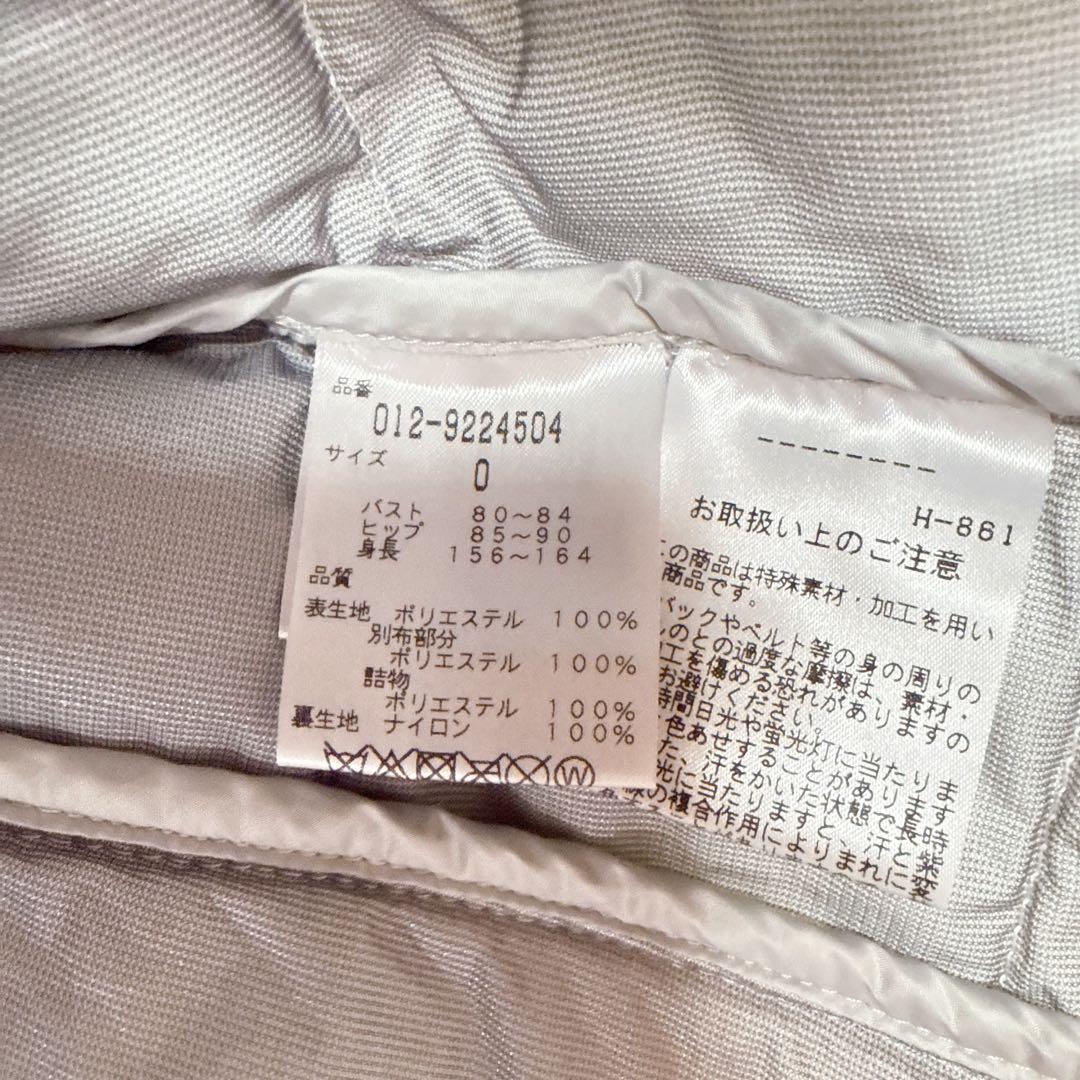 品番
012-9224504
サイズ
0
バスト 80～84
ヒップ 85～90
身長 156～164
品質
表生地 ポリエステル 100%
別布部分
ポリエステル 100%
詰物
ポリエステル 100%
裏生地 ナイロン 100%
W
--------
H-861
お取扱い上のご注意
この商品は特殊素材・加工を用い
商品です。
バックやベルト等の身の周りの
のとの過度な摩擦は、素材・
加工を傷める恐れがありますの
お避けください。
時間日光や蛍光灯に当たります
色あせすることがあります
た、汗をかいた状態で長時
光に当たりますと、汗と紫
線の複合作用によりまれに変